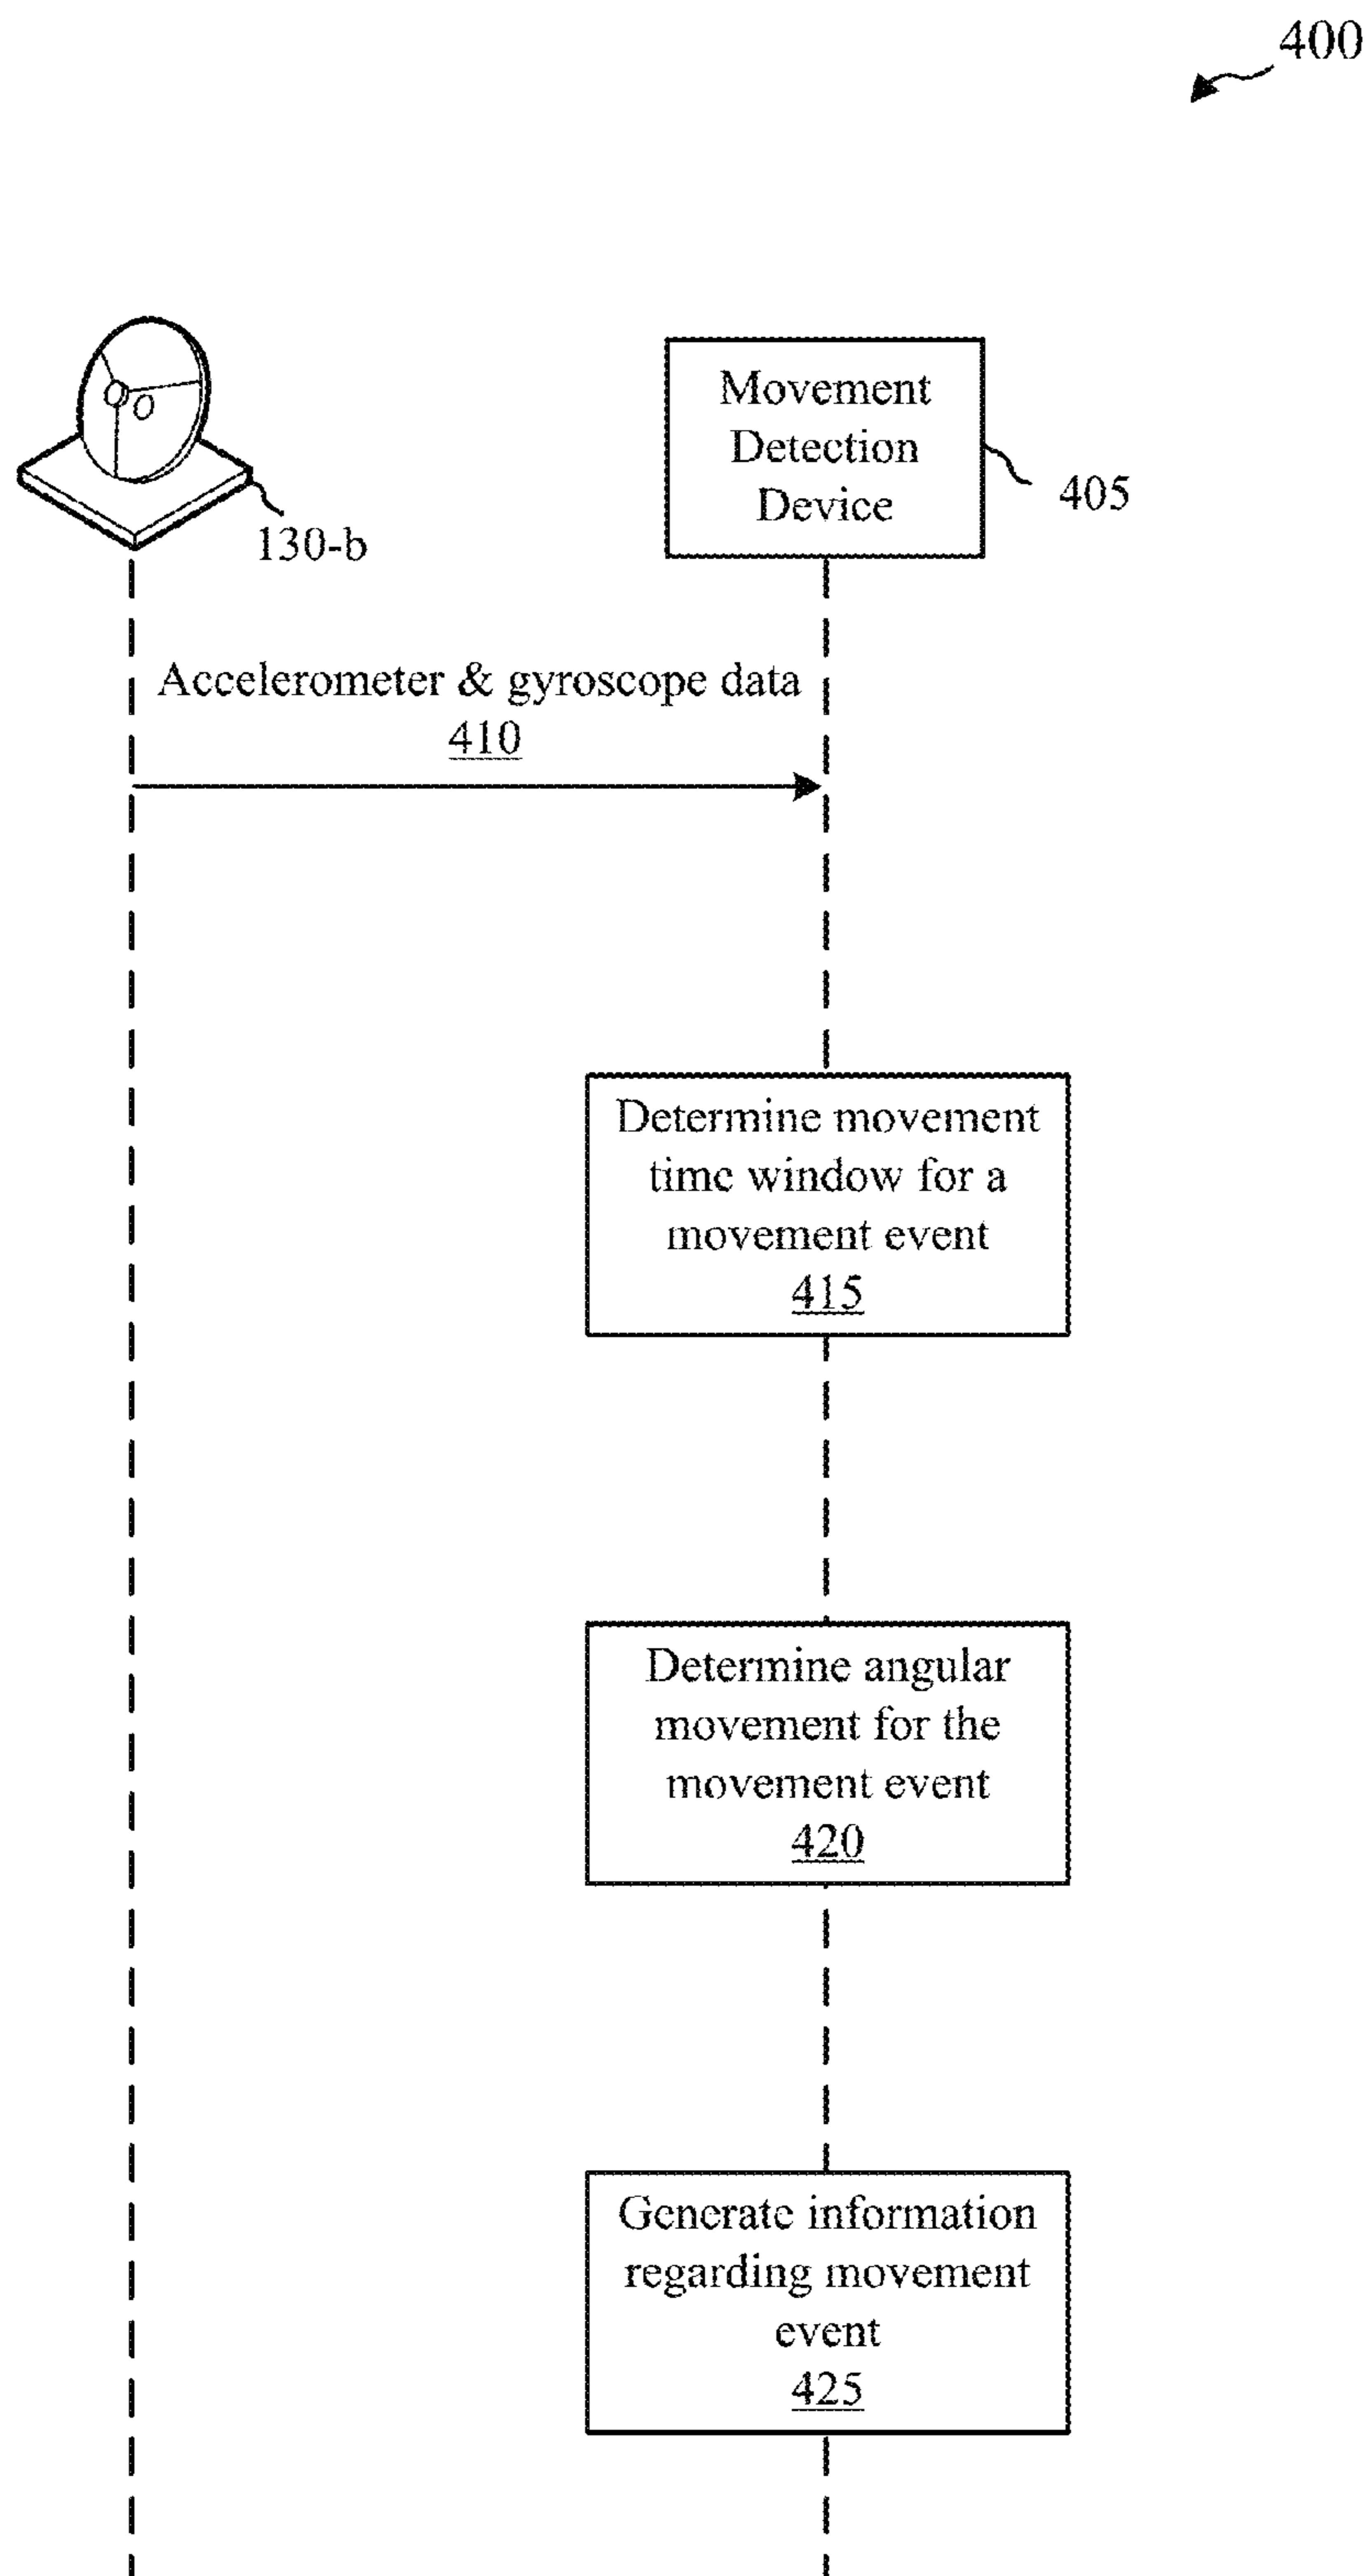 400
Movement
Detection
Device
405
130-b
Accelerometer & gyroscope data
410
Determine movement
time window for a
movement event
415
Determine angular
movement for the
movement event
420
Generate information
regarding movement
event
425